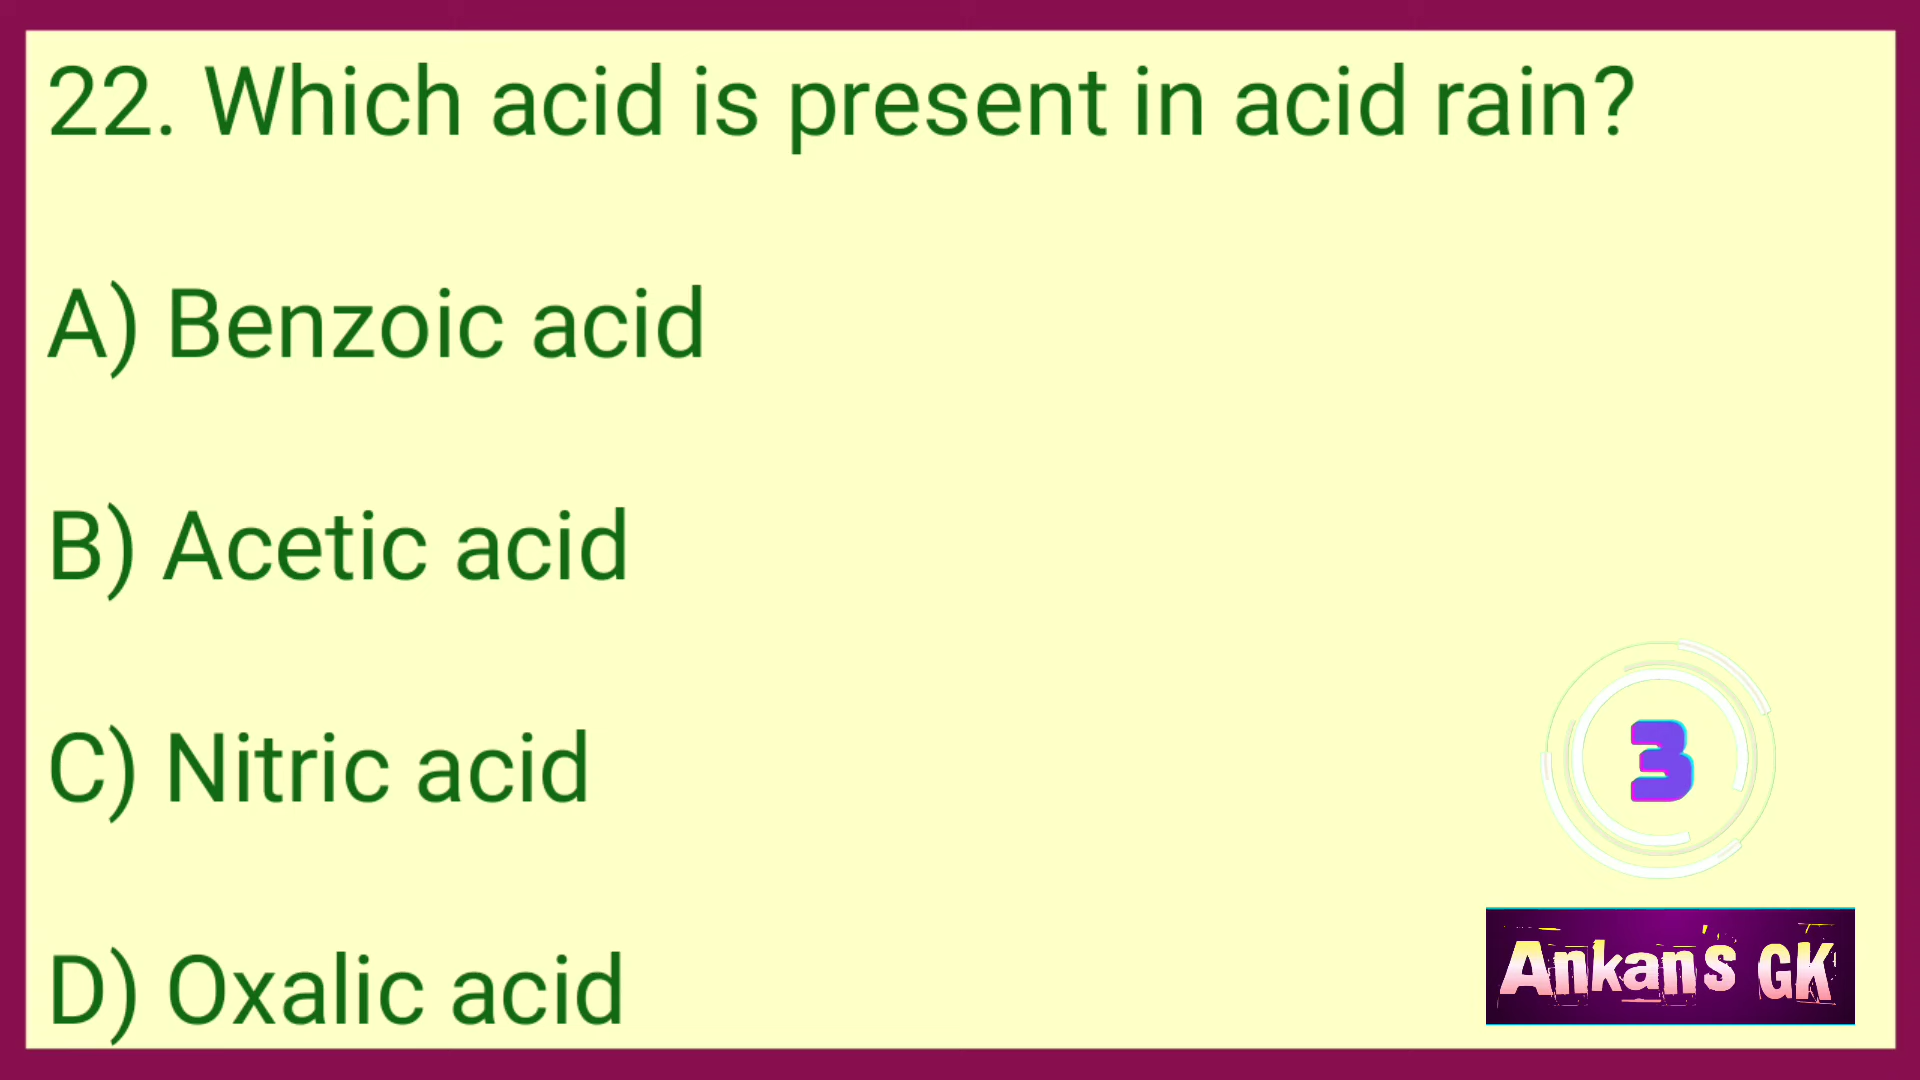 22. Which acid is present in acid rain?
A) Benzoic acid
B) Acetic acid
C) Nitric acid
3
D) Oxalic acid
Ankan's GK